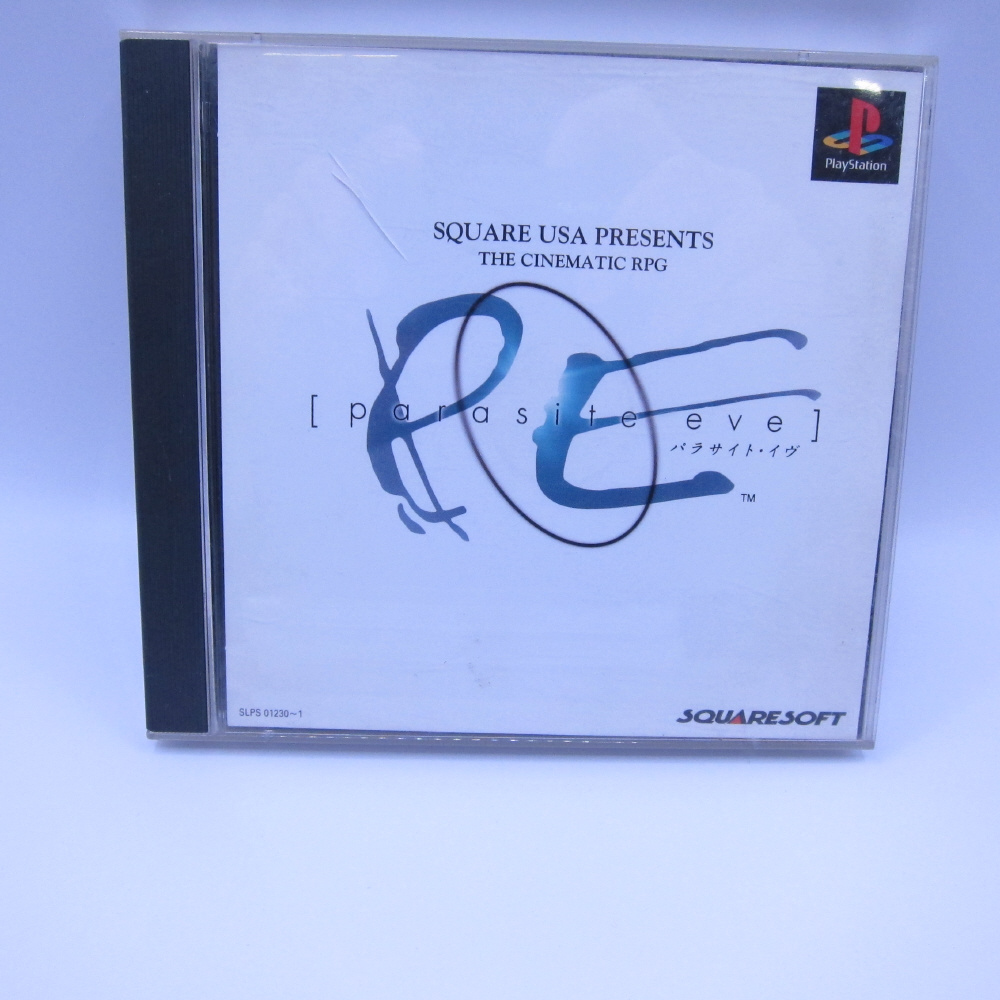 PlayStation
SQUARE USA PRESENTS
THE CINEMATIC RPG
PE
[ parasite eve ]
パラサイト・イヴ
TM
SLPS 01230~1
SQUARESOFT